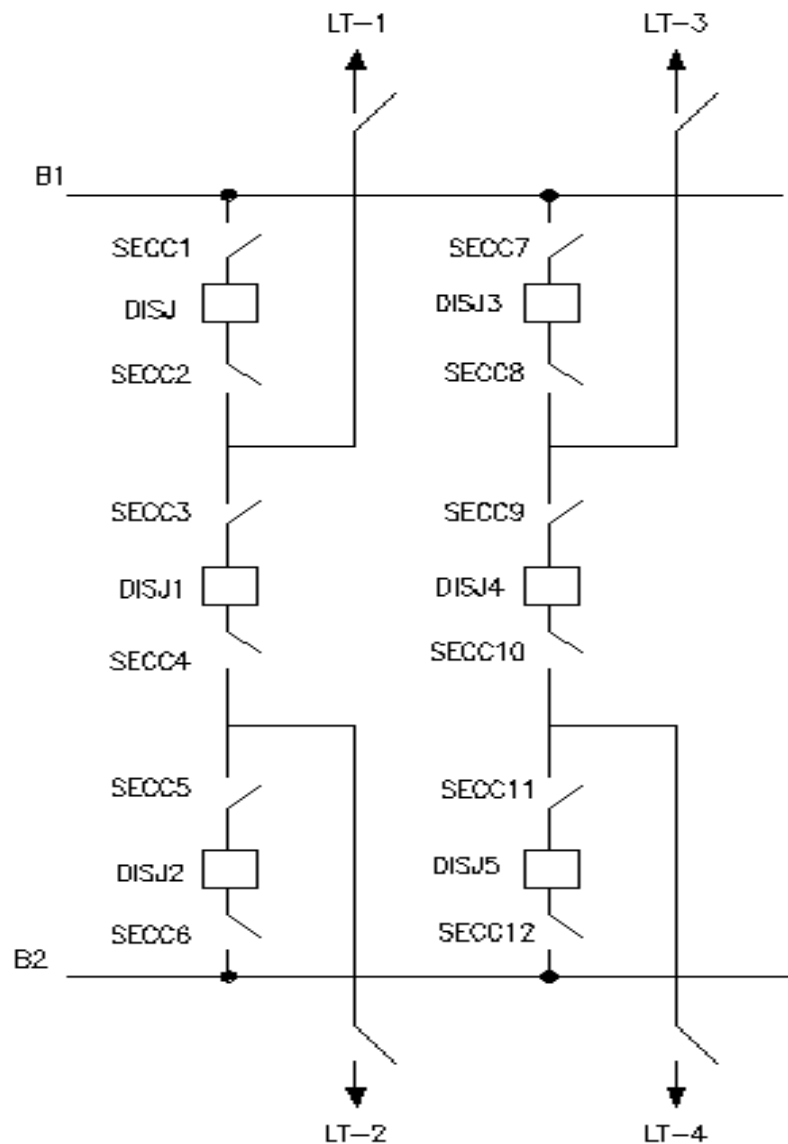 LT-1 LT-3
B1
SECC1 SECC7
DISJ DISJ3
SECC2 SECC8
SECC3 SECC9
DISJ1 DISJ4
SECC4 SECC10
SECC5 SECC11
DISJ2 DISJ5
SECC6 SECC12
B2
LT-2 LT-4